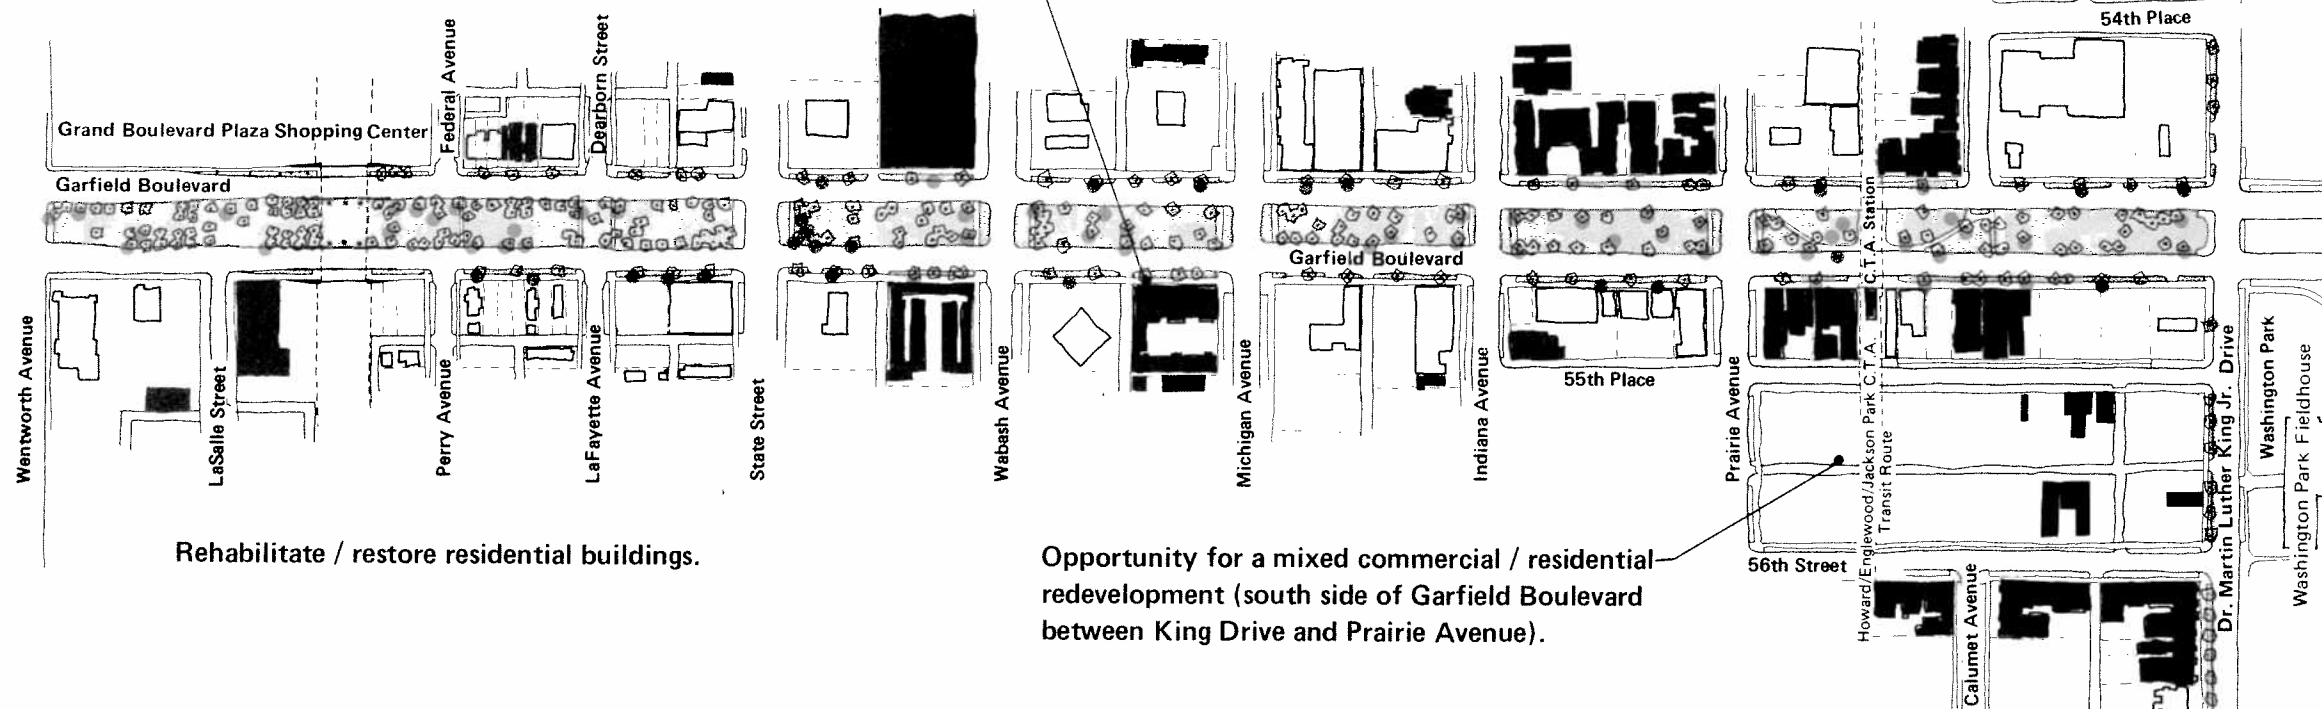 54th Place
Federal Avenue
Dearborn Street
Grand Boulevard Plaza Shopping Center
Garfield Boulevard
C.T.A. Station
Garfield Boulevard
55th Place
Wentworth Avenue
LaSalle Street
Perry Avenue
LaFayette Avenue
State Street
Wabash Avenue
Michigan Avenue
Indiana Avenue
Prairie Avenue
Howard/Englewood/Jackson Park C.T.A.
Transit Route
Dr. Martin Luther King Jr. Drive
Washington Park
Washington Park Fieldhouse
Rehabilitate / restore residential buildings.
Opportunity for a mixed commercial / residential
redevelopment (south side of Garfield Boulevard
between King Drive and Prairie Avenue).
56th Street
Calumet Avenue